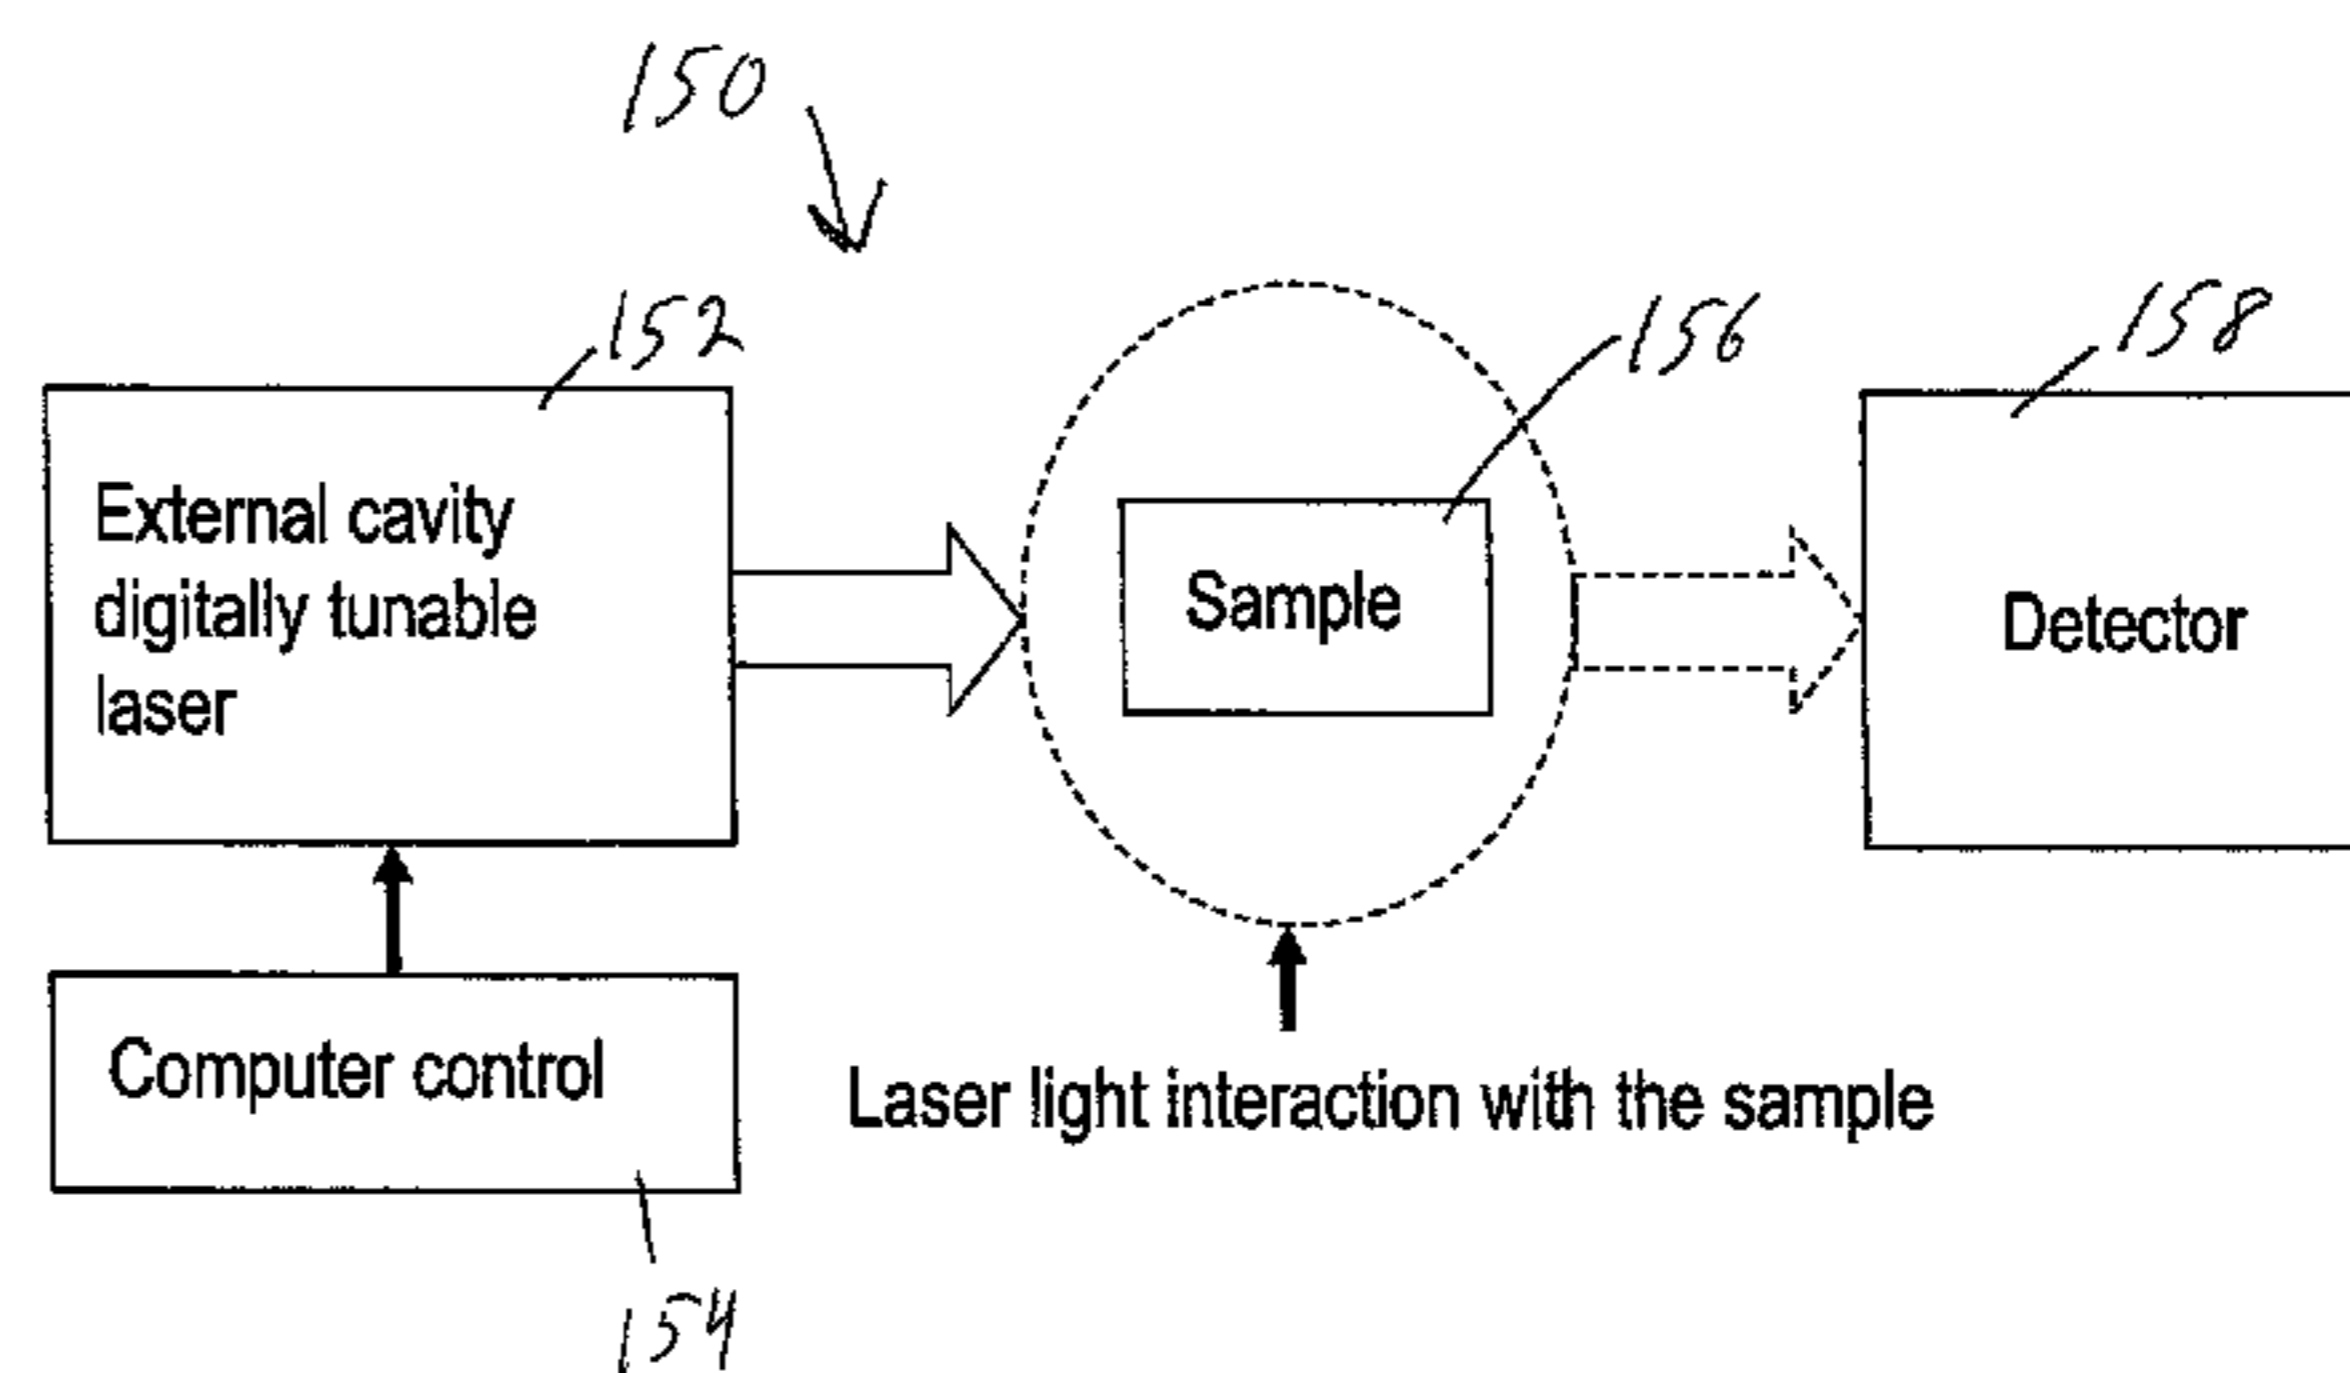 150
152
156
158
External cavity
digitally tunable
laser
Sample
Detector
Computer control
Laser light interaction with the sample
154